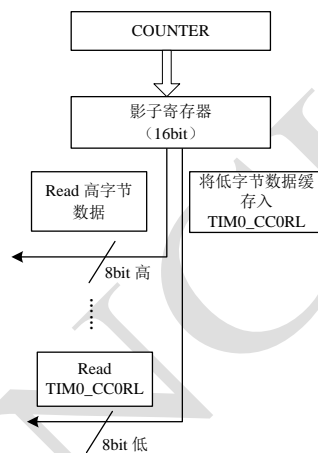 COUNTER
影子寄存器
（16bit）
Read 高字节
数据
将低字节数据缓
存入
TIM0_CC0RL
8bit 高
......
Read
TIM0_CC0RL
8bit 低